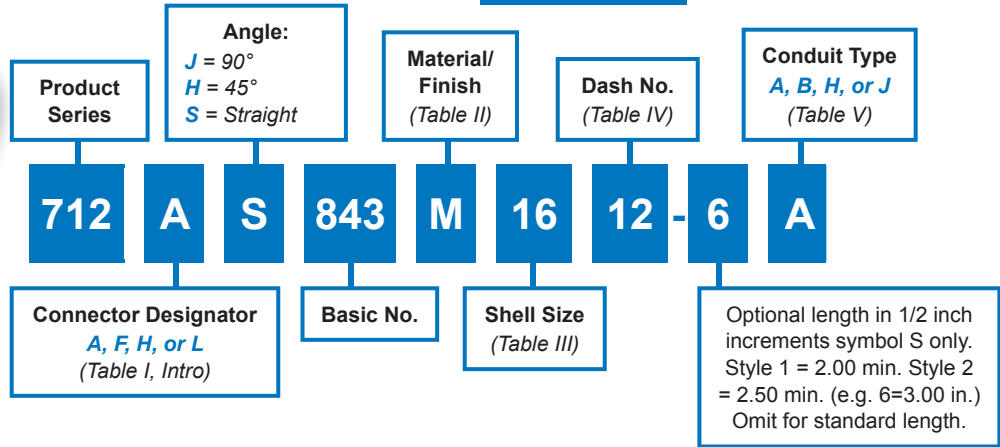 Product
Series
Angle:
J = 90°
H = 45°
S = Straight
Material/
Finish
(Table II)
Dash No.
(Table IV)
Conduit Type
A, B, H, or J
(Table V)
712 A S 843 M 16 12 - 6 A
Connector Designator
A, F, H, or L
(Table I, Intro)
Basic No.
Shell Size
(Table III)
Optional length in 1/2 inch
increments symbol S only.
Style 1 = 2.00 min. Style 2
= 2.50 min. (e.g. 6=3.00 in.)
Omit for standard length.